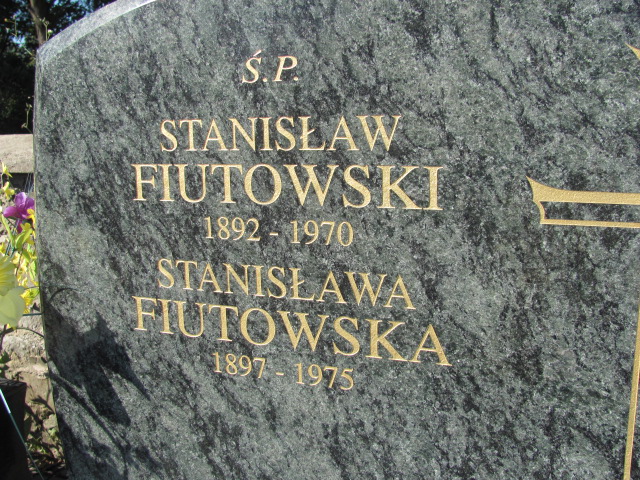 Ś.P.
STANISŁAW
FIUTOWSKI
1892 - 1970
STANISŁAWA
FIUTOWSKA
1897 - 1975